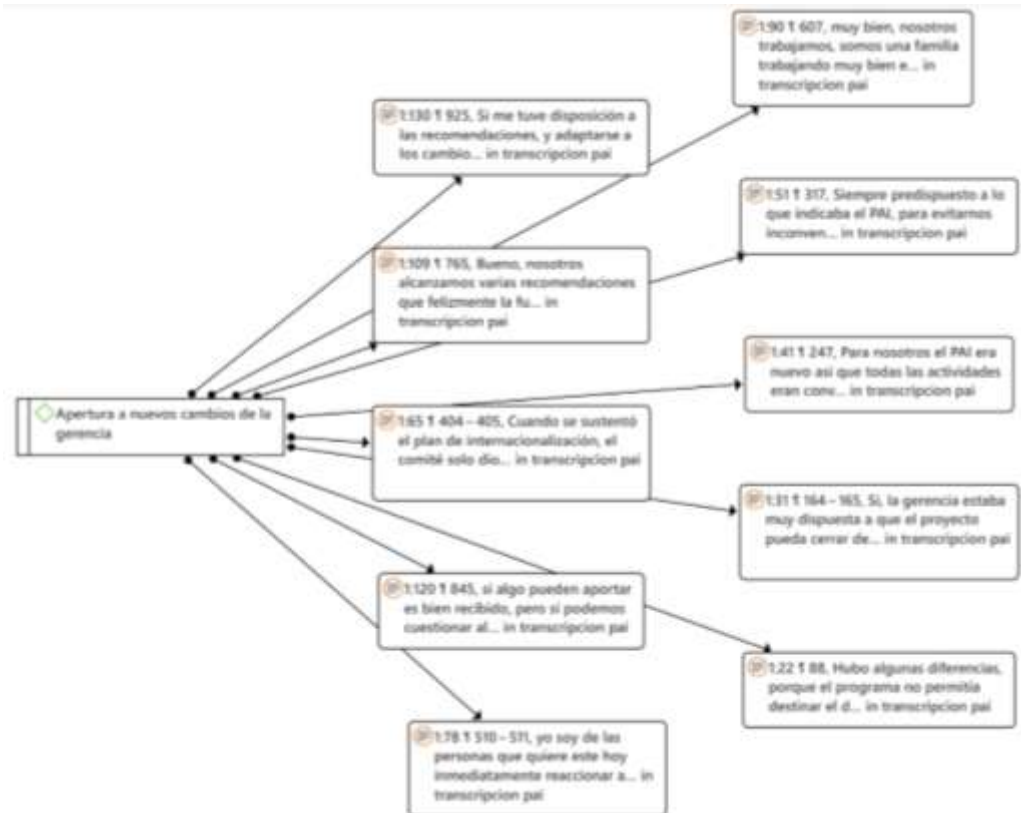 1:90 ¶ 607, muy bien, nosotros
trabajamos, somos una familia
trabajando muy bien e... in
transcripcion pai
1:130 ¶ 925, Si me tuve disposición a
las recomendaciones, y adaptarse a
los cambio... in transcripcion pai
1:51 ¶ 317, Siempre predispuesto a lo
que indicaba el PAI, para evitarnos
inconven... in transcripcion pai
1:109 ¶ 765, Bueno, nosotros
alcanzamos varias recomendaciones
que felizmente la fu... in
transcripcion pai
1:41 ¶ 247, Para nosotros el PAI era
nuevo asi que todas las actividades
eran conv... in transcripcion pai
Apertura a nuevos cambios de la
gerencia
1:65 ¶ 404 – 405, Cuando se sustentó
el plan de internacionalización, el
comité solo dio... in transcripcion pai
1:31 ¶ 164 – 165, Si, la gerencia estaba
muy dispuesta a que el proyecto
pueda cerrar de... in transcripcion pai
1:120 ¶ 845, si algo pueden aportar
es bien recibido, pero si podemos
cuestionar al... in transcripcion pai
1:22 ¶ 88, Hubo algunas diferencias,
porque el programa no permitía
destinar el d... in transcripcion pai
1:78 ¶ 510 – 511, yo soy de las
personas que quiere este hoy
inmediatamente reaccionar a... in
transcripcion pai